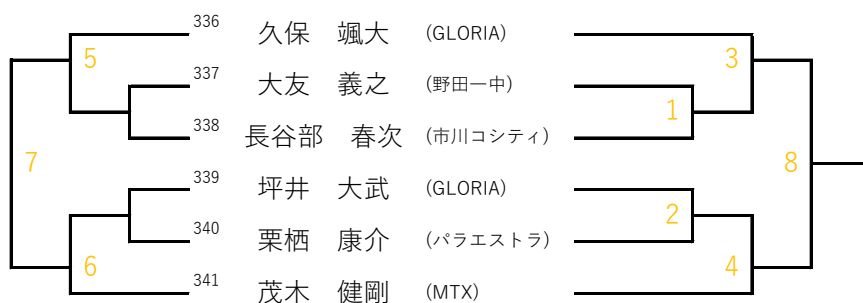 336 久保　颯大 (GLORIA)
5 3
337 大友　義之 (野田一中)
1
338 長谷部　春次 (市川コシティ)
7 8
339 坪井　大武 (GLORIA)
2
340 栗栖　康介 (パラエストラ)
6 4
341 茂木　健剛 (MTX)